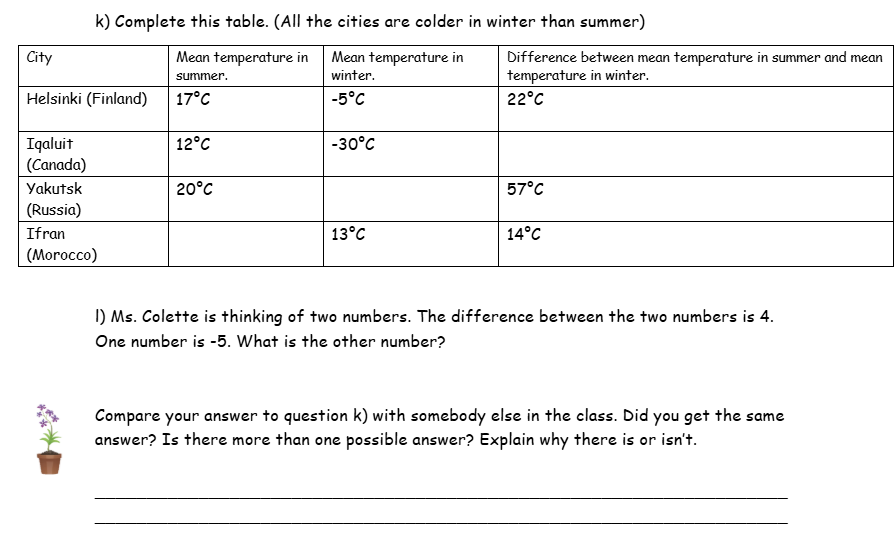 k) Complete this table. (All the cities are colder in winter than summer)
City
Mean temperature in
summer.
Mean temperature in
winter.
Difference between mean temperature in summer and mean
temperature in winter.
Helsinki (Finland)
17°C
-5°C
22°C
Iqaluit
(Canada)
12°C
-30°C
Yakutsk
(Russia)
20°C
57°C
Ifran
(Morocco)
13°C
14°C
l) Ms. Colette is thinking of two numbers. The difference between the two numbers is 4.
One number is -5. What is the other number?
Compare your answer to question k) with somebody else in the class. Did you get the same
answer? Is there more than one possible answer? Explain why there is or isn't.